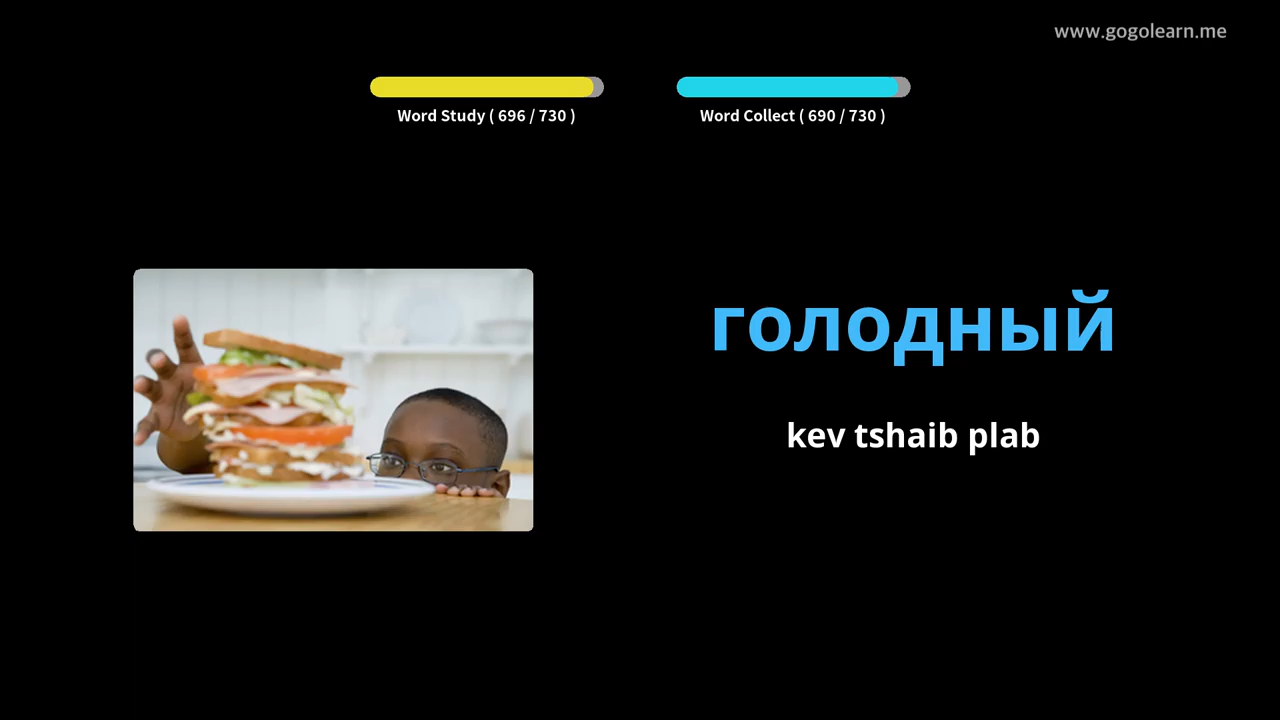 www.gogolearn.me
Word Study ( 696 / 730 )
Word Collect ( 690 / 730 )
голодный
kev tshaib plab